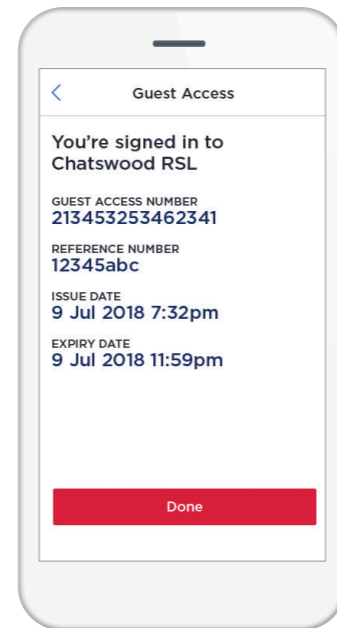 Guest Access
You're signed in to
Chatswood RSL
GUEST ACCESS NUMBER
213453253462341
REFERENCE NUMBER
12345abc
ISSUE DATE
9 Jul 2018 7:32pm
EXPIRY DATE
9 Jul 2018 11:59pm
Done